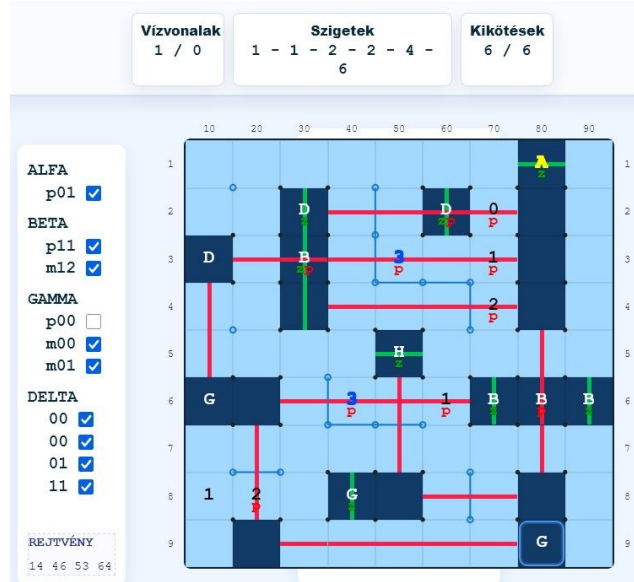 Vízvonalak
1 / 0
Szigetek
1 - 1 - 2 - 2 - 4 -
6
Kikötések
6 / 6
10 20 30 40 50 60 70 80 90
ALFA
p01
BETA
p11
m12
GAMMA
p00
m00
m01
DELTA
00
00
01
11
REJTVÉNY
14 46 53 64
1 A 1
z
2 D D 0 2
z z p p
3 D B 3 1 3
z p p p
4 2 4
p
5 H 5
z
6 G 3 1 B B B 6
p p z p z
7 7
8 1 2 G 8
p z
9 G 9